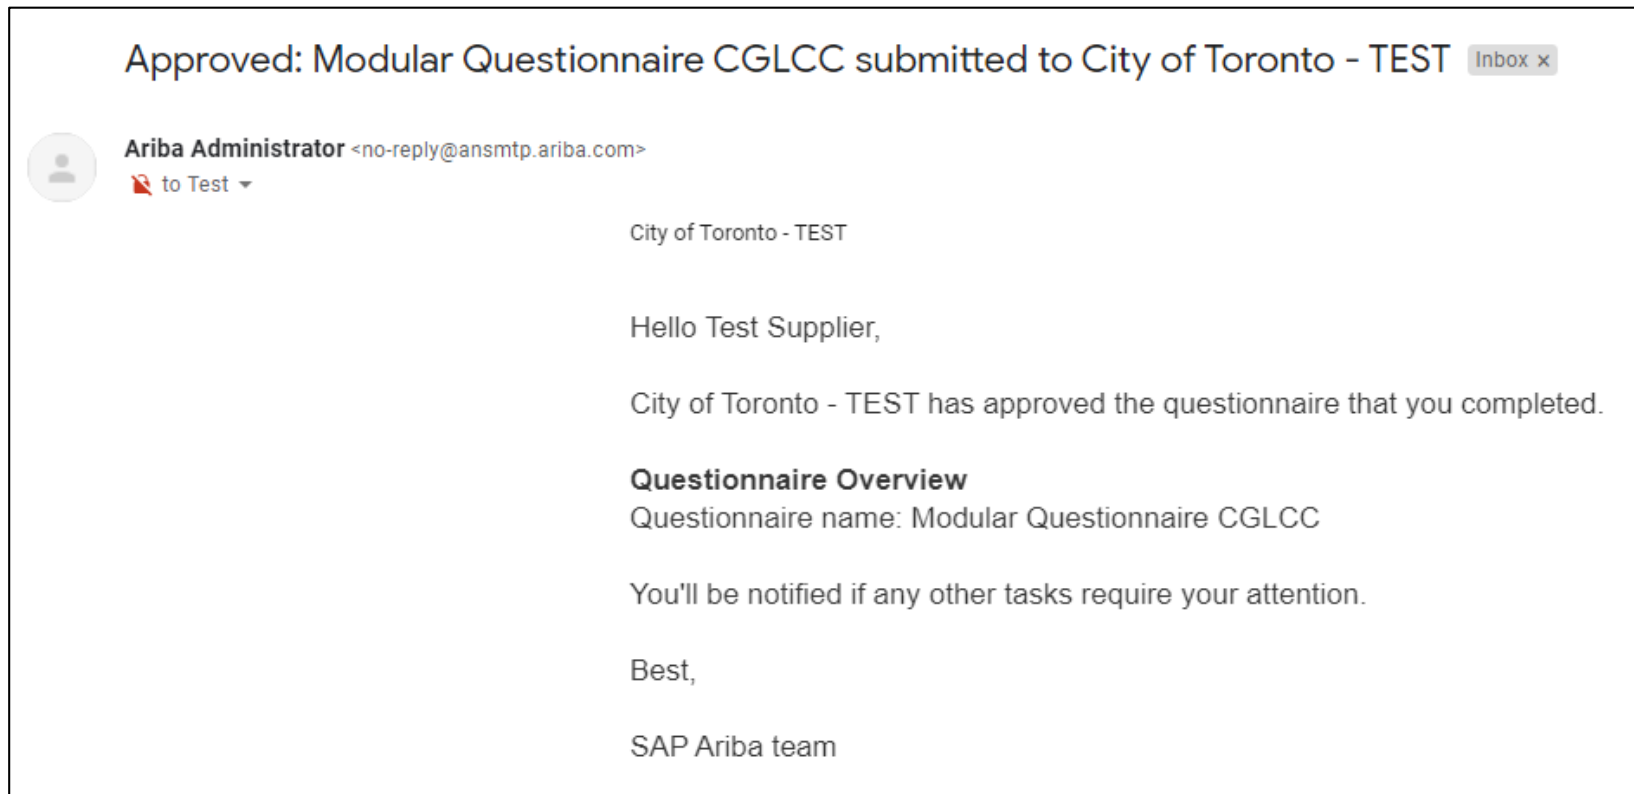 Approved: Modular Questionnaire CGLCC submitted to City of Toronto - TEST Inbox x
Ariba Administrator <no-reply@ansmtp.ariba.com>
to Test
City of Toronto - TEST
Hello Test Supplier,
City of Toronto - TEST has approved the questionnaire that you completed.
Questionnaire Overview
Questionnaire name: Modular Questionnaire CGLCC
You'll be notified if any other tasks require your attention.
Best,
SAP Ariba team